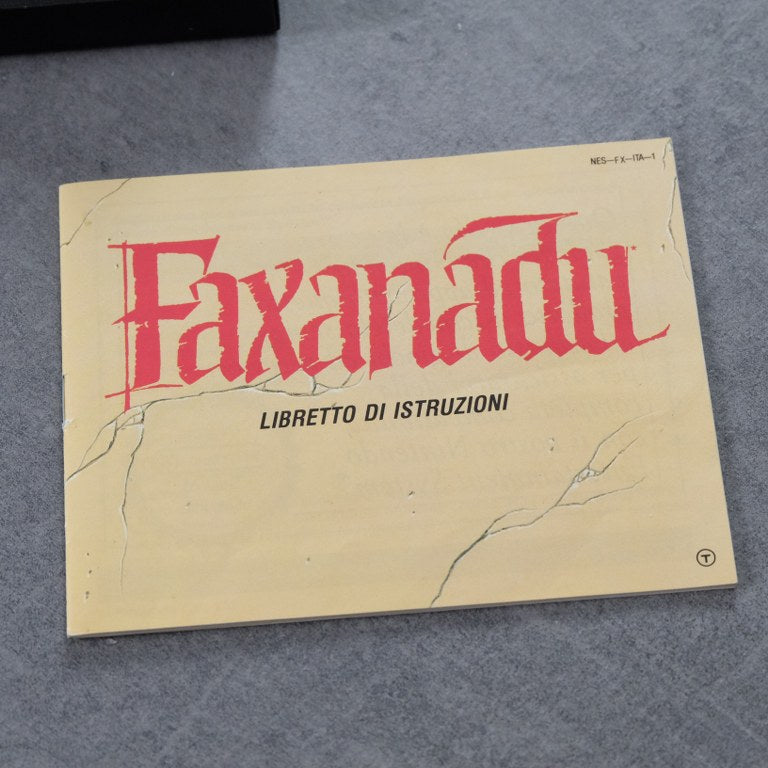 NES-FX-ITA-1
Faxanadu*
LIBRETTO DI ISTRUZIONI
T